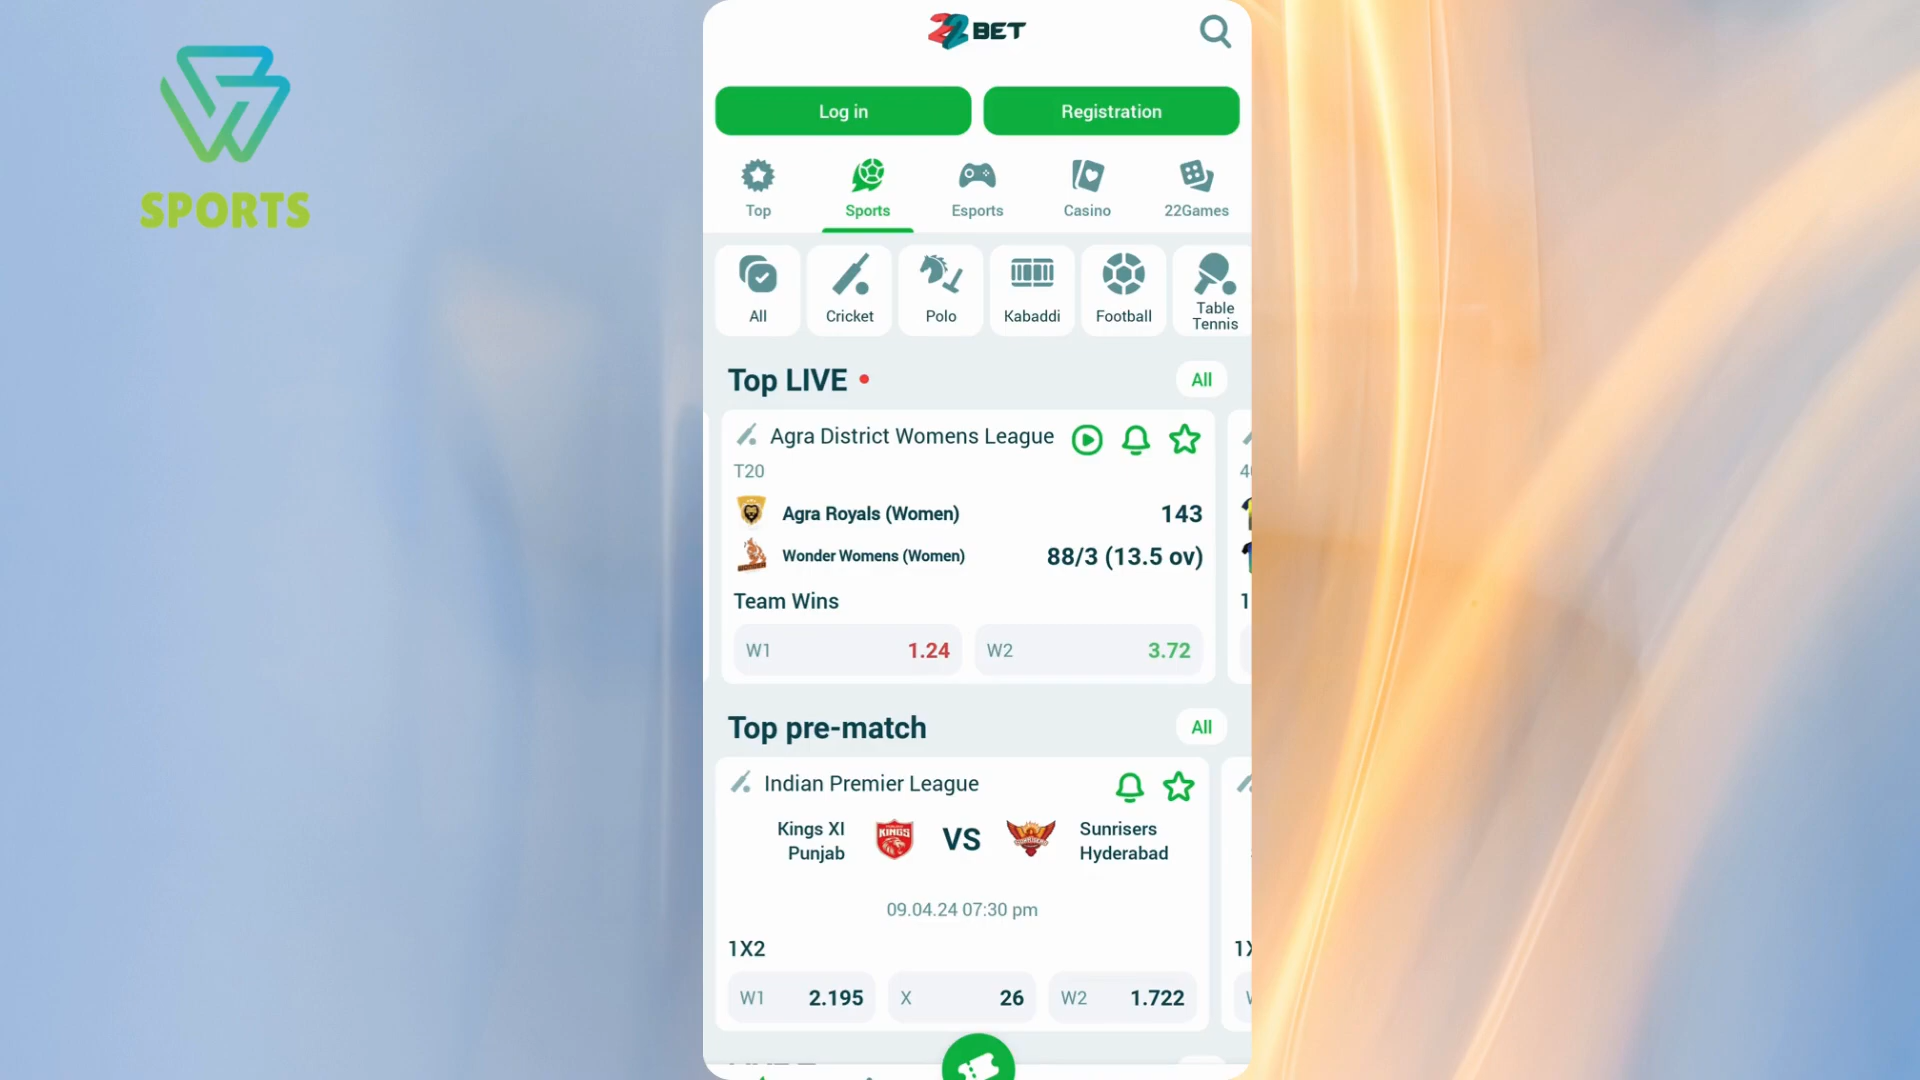 SPORTS
22BET
Log in
Registration
Top
Sports
Esports
Casino
22Games
All
Cricket
Polo
Kabaddi
Football
Table
Tennis
Top LIVE
All
Agra District Womens League
T20
Agra Royals (Women)
143
Wonder Womens (Women)
88/3 (13.5 ov)
Team Wins
W1
1.24
W2
3.72
Top pre-match
All
Indian Premier League
Kings XI
Punjab
KINGS
VS
Sunrisers
Hyderabad
09.04.24 07:30 pm
1X2
W1
2.195
X
26
W2
1.722